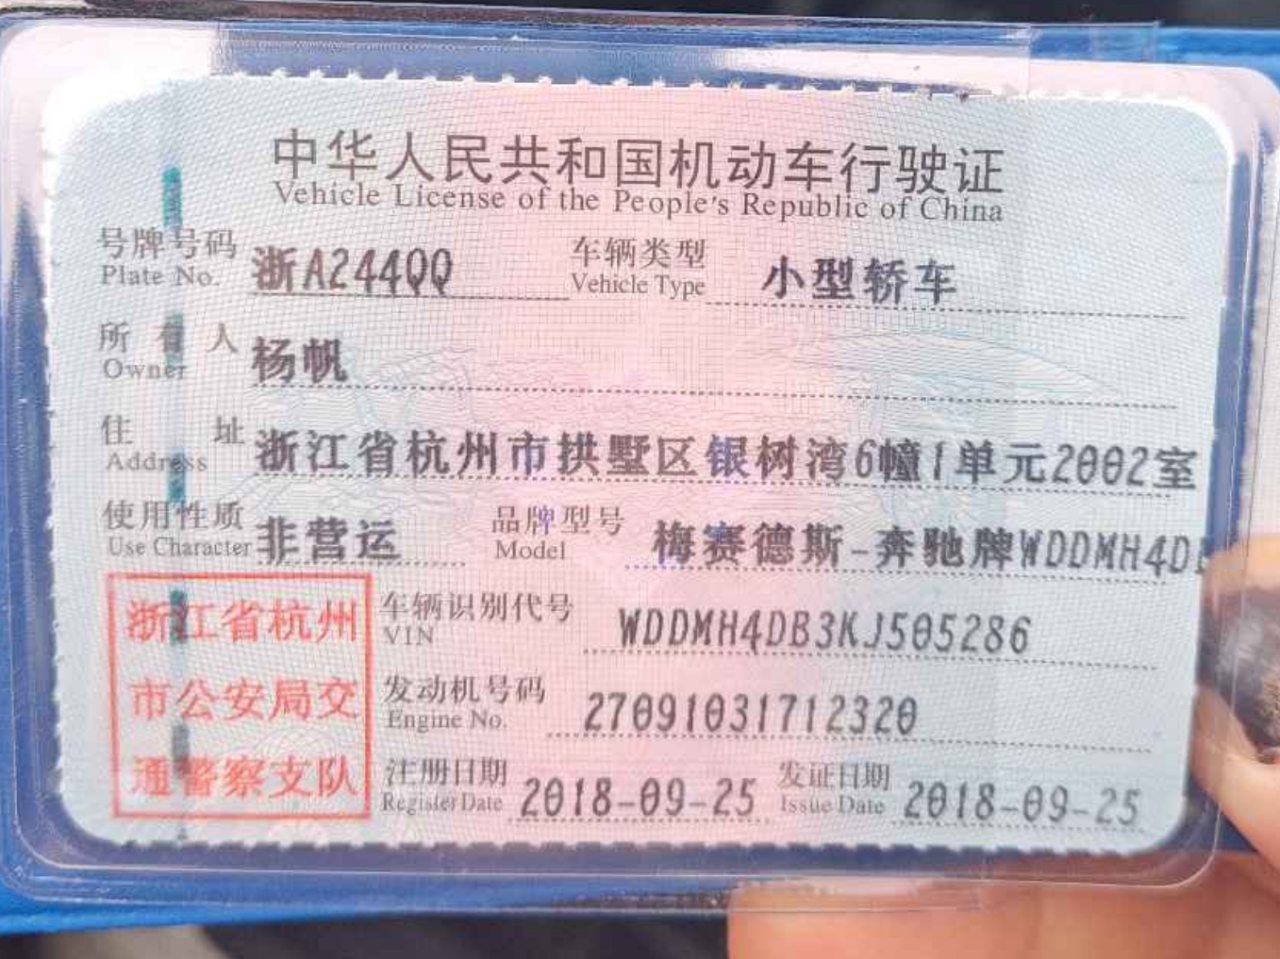 中华人民共和国机动车行驶证
Vehicle License of the People's Republic of China
号牌号码 浙A244QQ 车辆类型 小型轿车
Plate No. Vehicle Type
所有人 杨帆
Owner
住址 浙江省杭州市拱墅区银树湾6幢1单元2002室
Address
使用性质 非营运 品牌型号 梅赛德斯-奔驰牌WDDMH4D
Use Character Model
浙江省杭州
市公安局交
通警察支队
车辆识别代号 WDDMH4DB3KJ505286
VIN
发动机号码 27091031712320
Engine No.
注册日期 2018-09-25 发证日期 2018-09-25
Register Date Issue Date